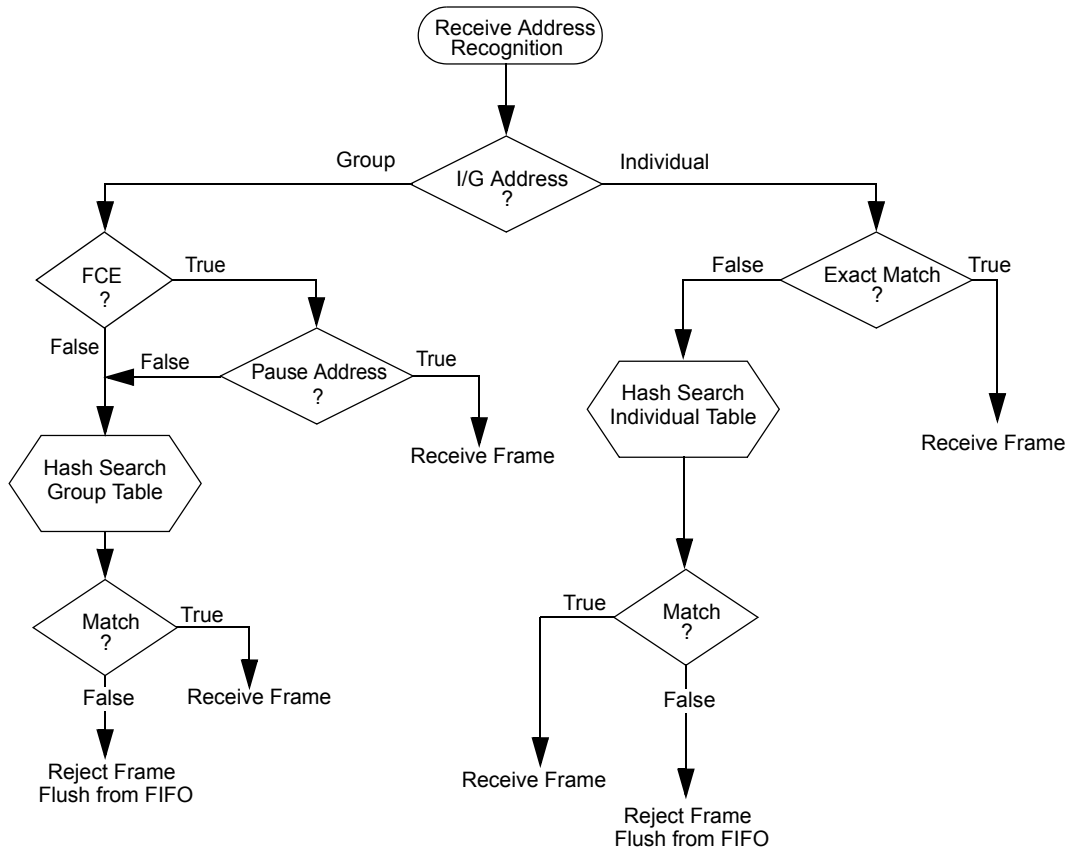 Receive Address
Recognition
Group
I/G Address
?
Individual
FCE
?
True
False
Exact Match
?
True
False
False
Pause Address
?
True
Hash Search
Individual Table
Receive Frame
Receive Frame
Hash Search
Group Table
Match
?
True
True
Match
?
False
Receive Frame
False
Reject Frame
Flush from FIFO
Receive Frame
Reject Frame
Flush from FIFO